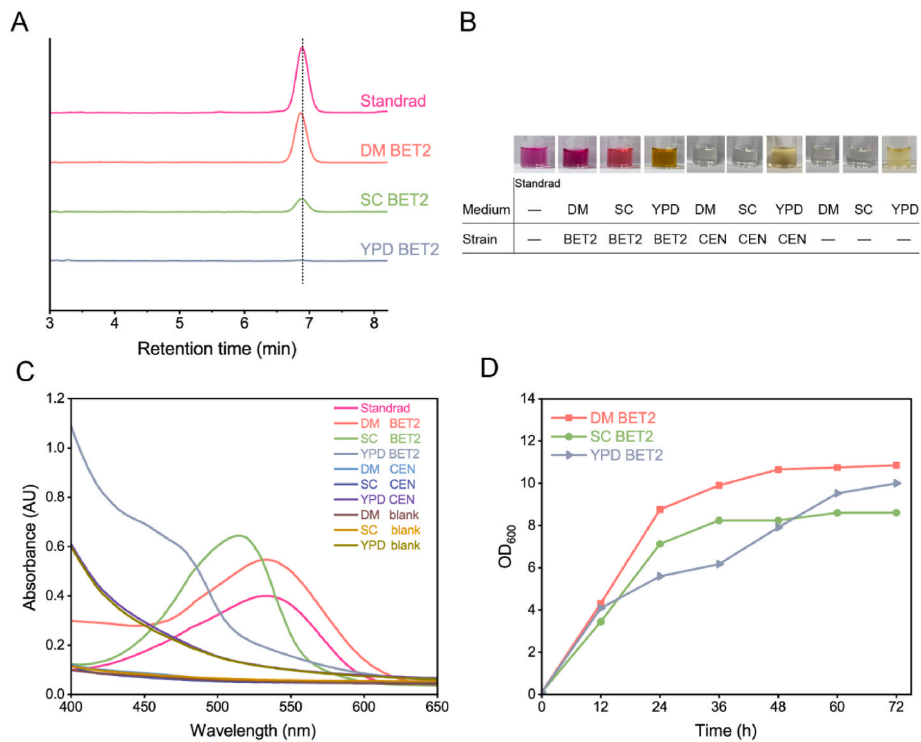 A
Standrad
DM BET2
SC BET2
YPD BET2
3 4 5 6 7 8
Retention time (min)
B
Standrad
Medium — DM SC YPD DM SC YPD DM SC YPD
Strain — BET2 BET2 BET2 CEN CEN CEN — — —
C
1.2
1.0
0.8
0.6
0.4
0.2
0.0
400 450 500 550 600 650
Absorbance (AU)
Wavelength (nm)
Standrad
DM BET2
SC BET2
YPD BET2
DM CEN
SC CEN
YPD CEN
DM blank
SC blank
YPD blank
D
14
12
10
8
6
4
2
0
0 12 24 36 48 60 72
OD600
Time (h)
DM BET2
SC BET2
YPD BET2